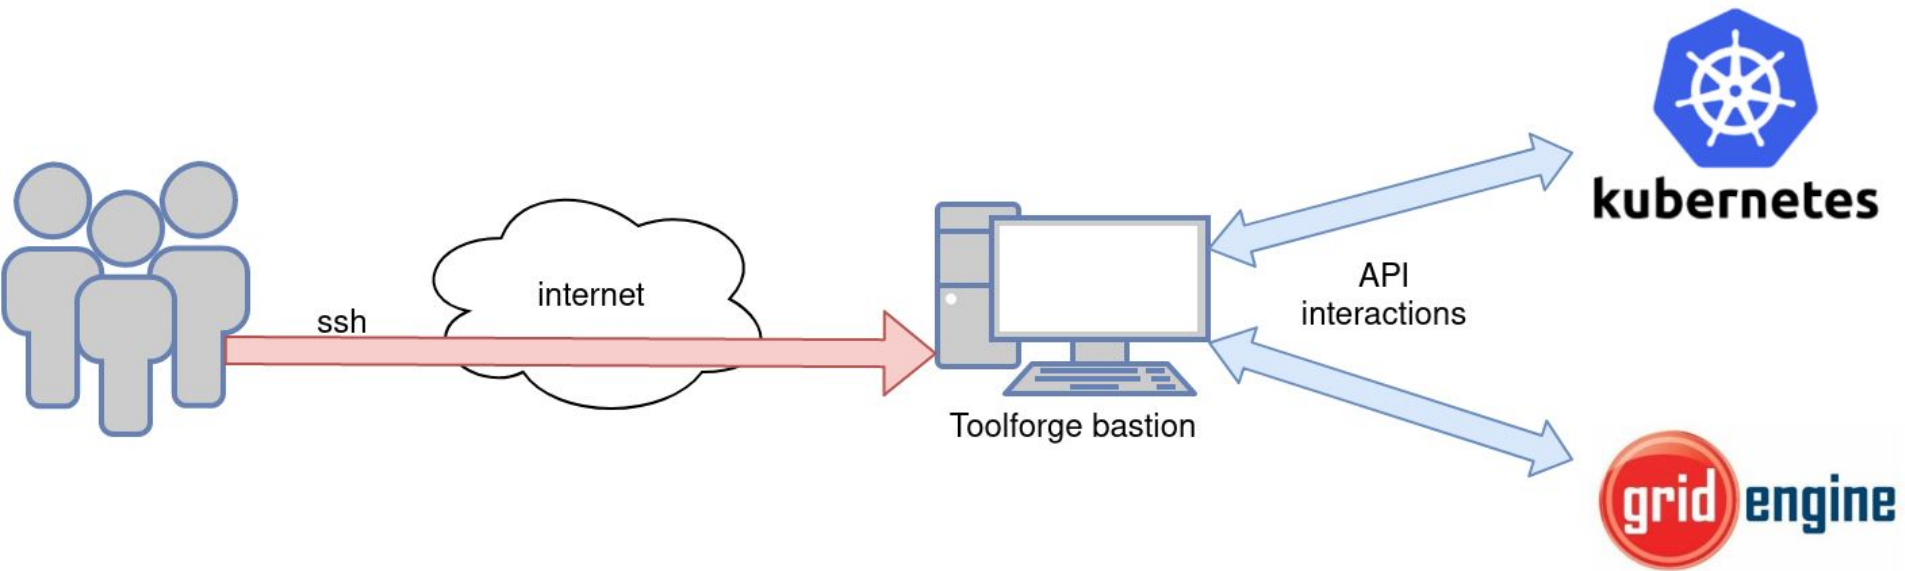 ssh
internet
Toolforge bastion
API
interactions
kubernetes
grid engine